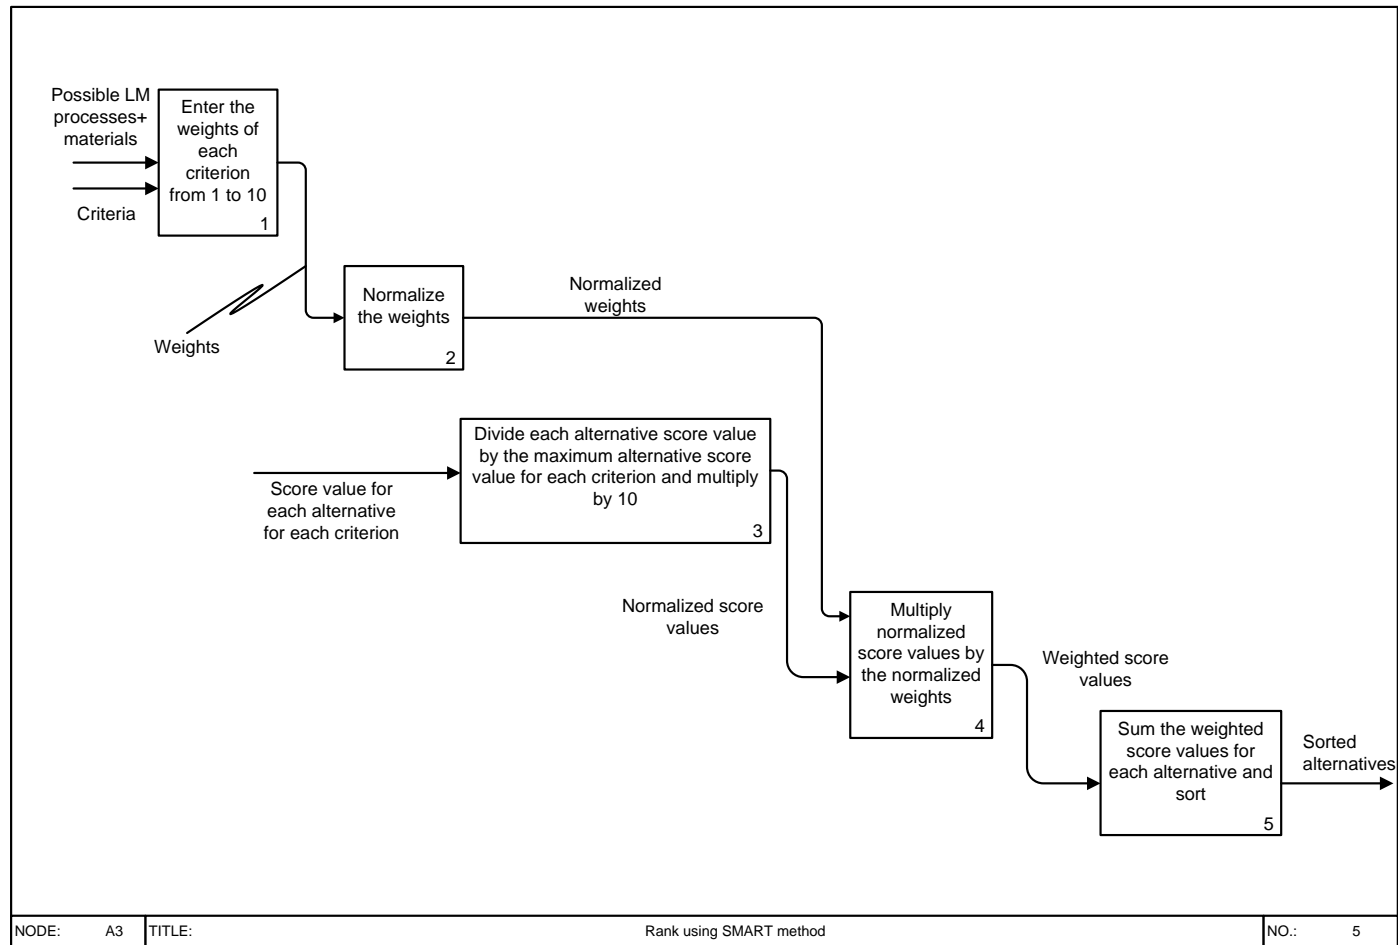 Possible LM
processes+
materials
Criteria
Enter the
weights of
each
criterion
from 1 to 10
1
Weights
Normalize
the weights
2
Normalized
weights
Score value for
each alternative
for each criterion
Divide each alternative score value
by the maximum alternative score
value for each criterion and multiply
by 10
3
Normalized score
values
Multiply
normalized
score values by
the normalized
weights
4
Weighted score
values
Sum the weighted
score values for
each alternative and
sort
5
Sorted
alternatives
NODE: A3 TITLE: Rank using SMART method NO.: 5